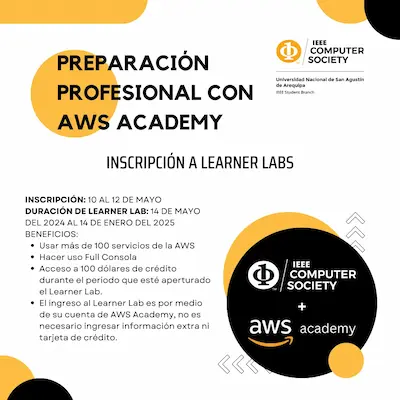 IEEE
COMPUTER
SOCIETY
Universidad Nacional de San Agustín
de Arequipa
IEEE Student Branch
PREPARACIÓN
PROFESIONAL CON
AWS ACADEMY
INSCRIPCIÓN A LEARNER LABS
INSCRIPCIÓN: 10 AL 12 DE MAYO
DURACIÓN DE LEARNER LAB: 14 DE MAYO
DEL 2024 AL 14 DE ENERO DEL 2025
BENEFICIOS:
• Usar más de 100 servicios de la AWS
• Hacer uso Full Consola
• Acceso a 100 dólares de crédito
durante el periodo que esté aperturado
el Learner Lab.
• El ingreso al Learner Lab es por medio
de su cuenta de AWS Academy, no es
necesario ingresar información extra ni
tarjeta de crédito.
IEEE
COMPUTER
SOCIETY
+
aws academy